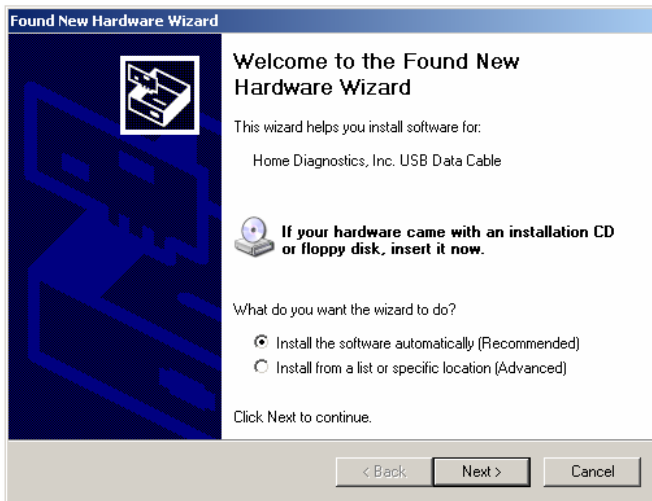 Found New Hardware Wizard
Welcome to the Found New
Hardware Wizard
This wizard helps you install software for:
Home Diagnostics, Inc. USB Data Cable
If your hardware came with an installation CD
or floppy disk, insert it now.
What do you want the wizard to do?
Install the software automatically (Recommended)
Install from a list or specific location (Advanced)
Click Next to continue.
< Back Next > Cancel